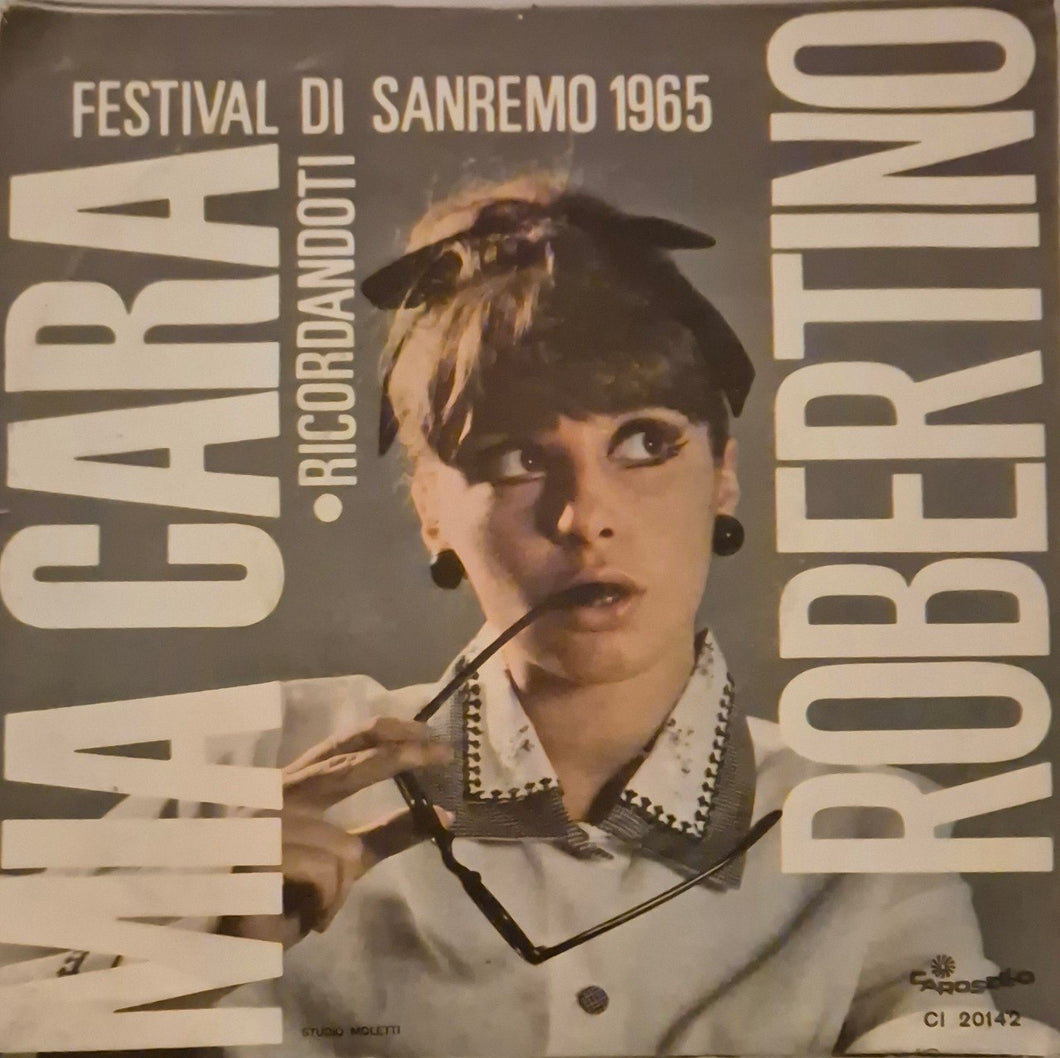 FESTIVAL DI SANREMO 1965
MIA CARA
•RICORDANDOTI
ROBERTINO
CAROSELLO
CI 20142
STUDIO MOLETTI